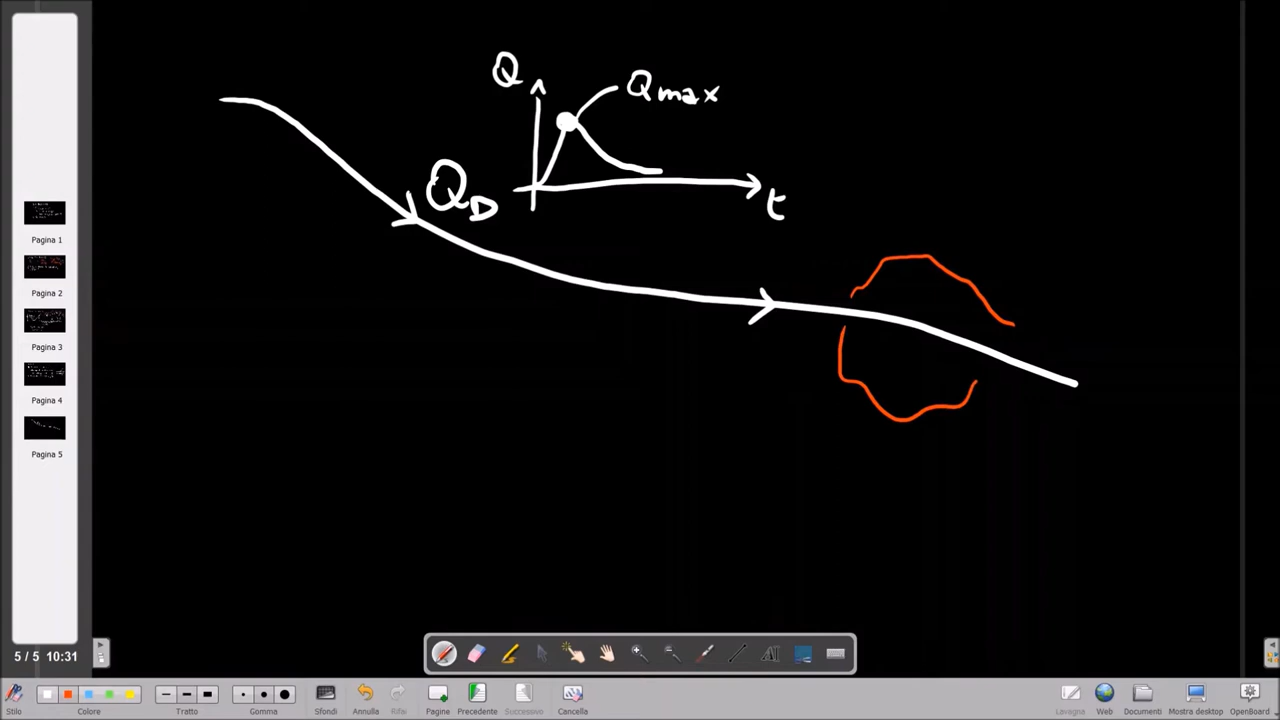 Q
Qmax
QD
t
Pagina 1
Pagina 2
Pagina 3
Pagina 4
Pagina 5
5 / 5 10:31
Stilo Colore Tratto Gomma Sfondi Annulla Rifai Pagine Precedente Successivo Cancella Lavagna Web Documenti Mostra desktop OpenBoard
AI